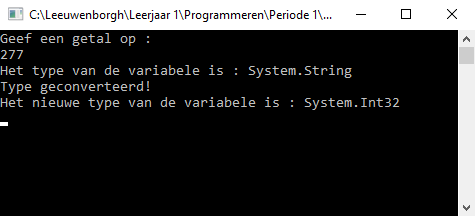 C:\Leeuwenborgh\Leerjaar 1\Programmeren\Periode 1\...
Geef een getal op :
277
Het type van de variabele is : System.String
Type geconverteerd!
Het nieuwe type van de variabele is : System.Int32